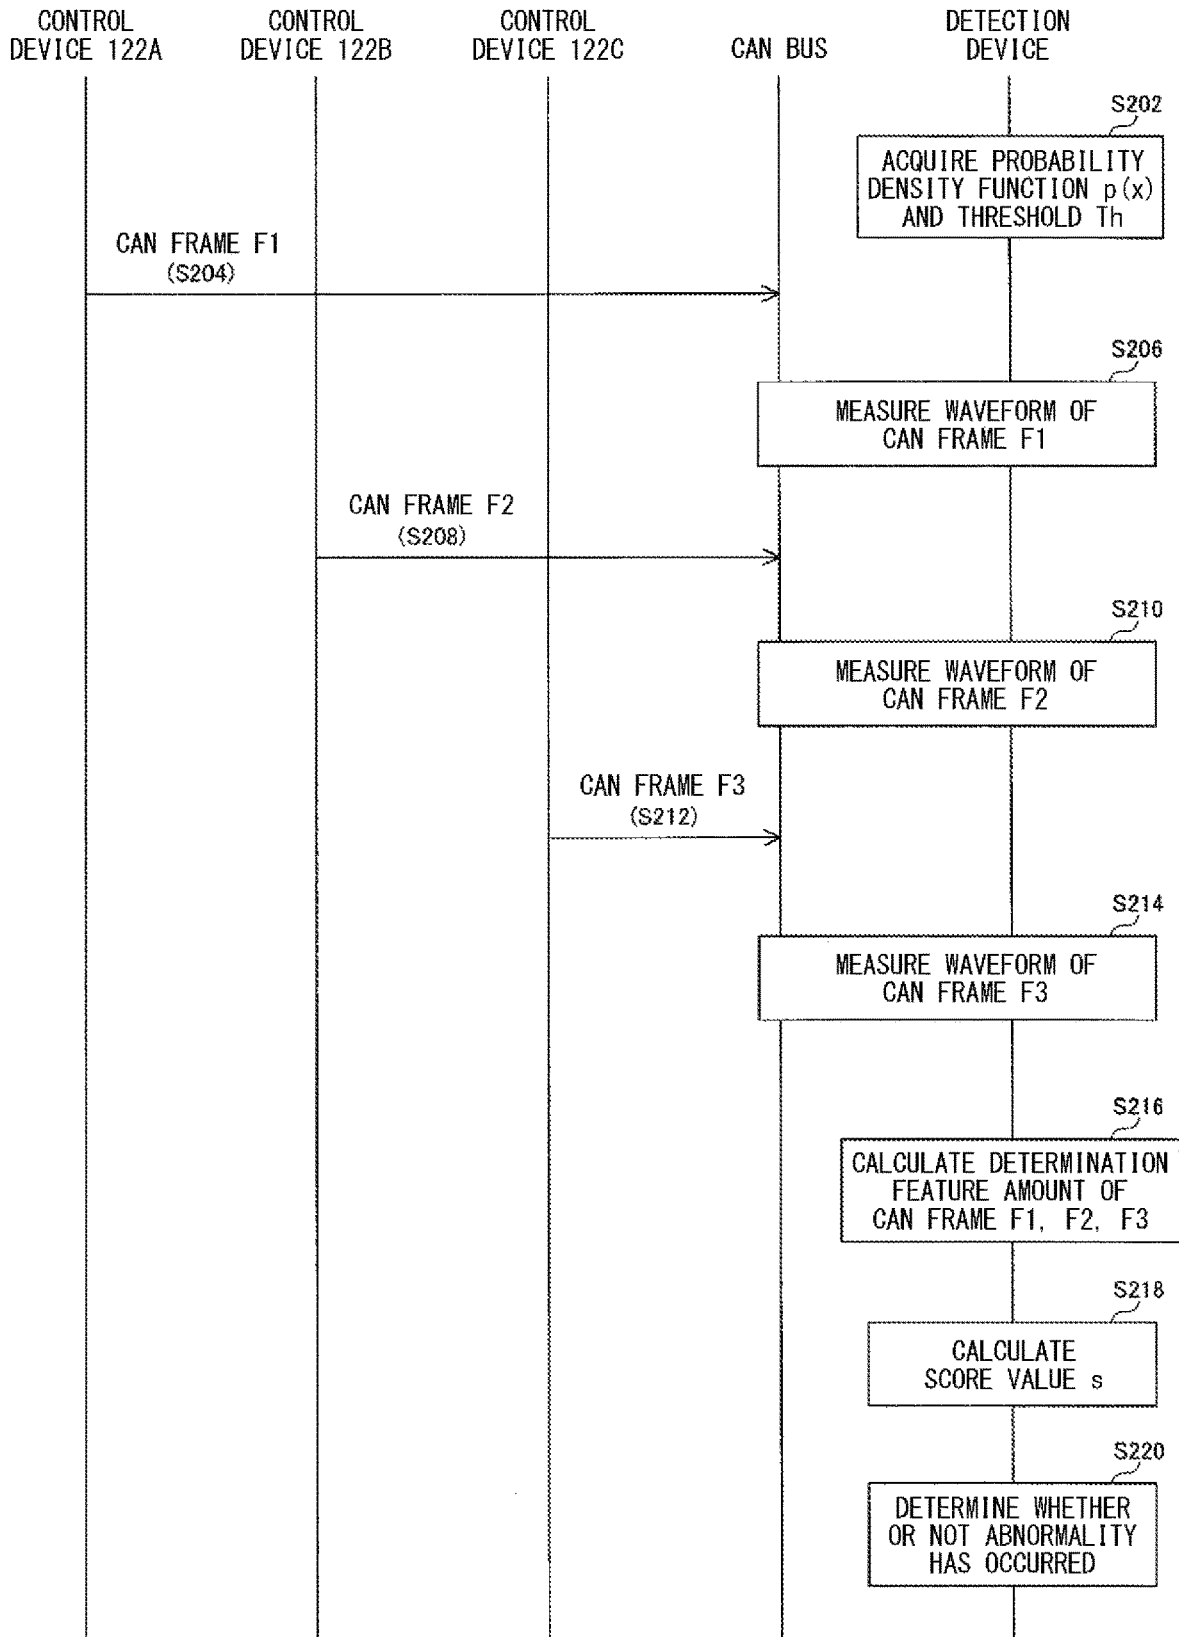 CONTROL
DEVICE 122A
CONTROL
DEVICE 122B
CONTROL
DEVICE 122C
CAN BUS
DETECTION
DEVICE
S202
ACQUIRE PROBABILITY
DENSITY FUNCTION p(x)
AND THRESHOLD Th
CAN FRAME F1
(S204)
S206
MEASURE WAVEFORM OF
CAN FRAME F1
CAN FRAME F2
(S208)
S210
MEASURE WAVEFORM OF
CAN FRAME F2
CAN FRAME F3
(S212)
S214
MEASURE WAVEFORM OF
CAN FRAME F3
S216
CALCULATE DETERMINATION
FEATURE AMOUNT OF
CAN FRAME F1, F2, F3
S218
CALCULATE
SCORE VALUE s
S220
DETERMINE WHETHER
OR NOT ABNORMALITY
HAS OCCURRED